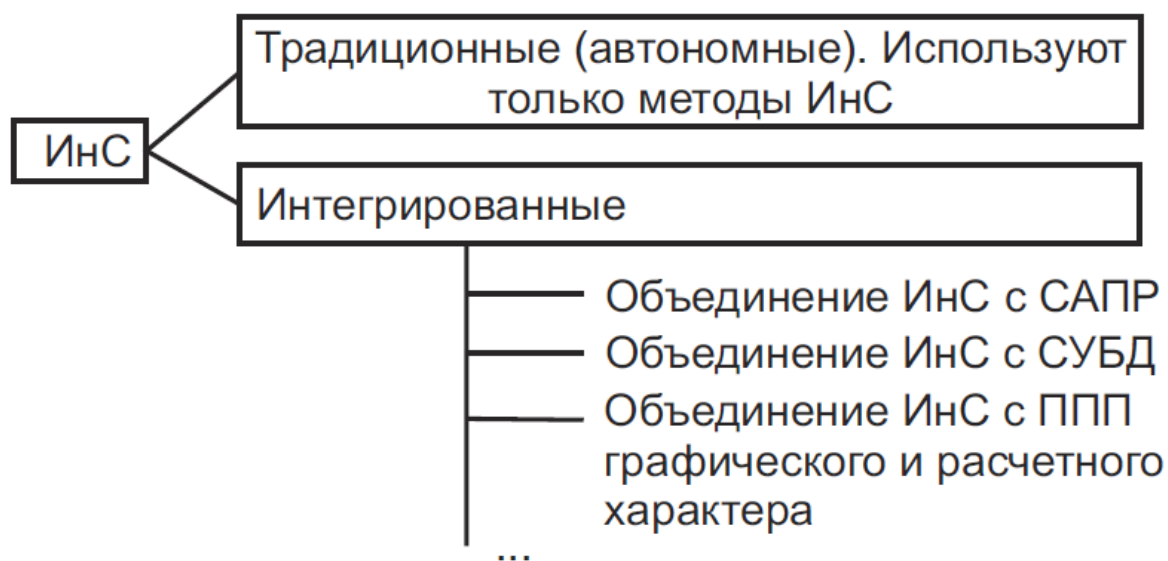 Традиционные (автономные). Используют
только методы ИнС
ИнС
Интегрированные
Объединение ИнС с САПР
Объединение ИнС с СУБД
Объединение ИнС с ППП
графического и расчетного
характера
...